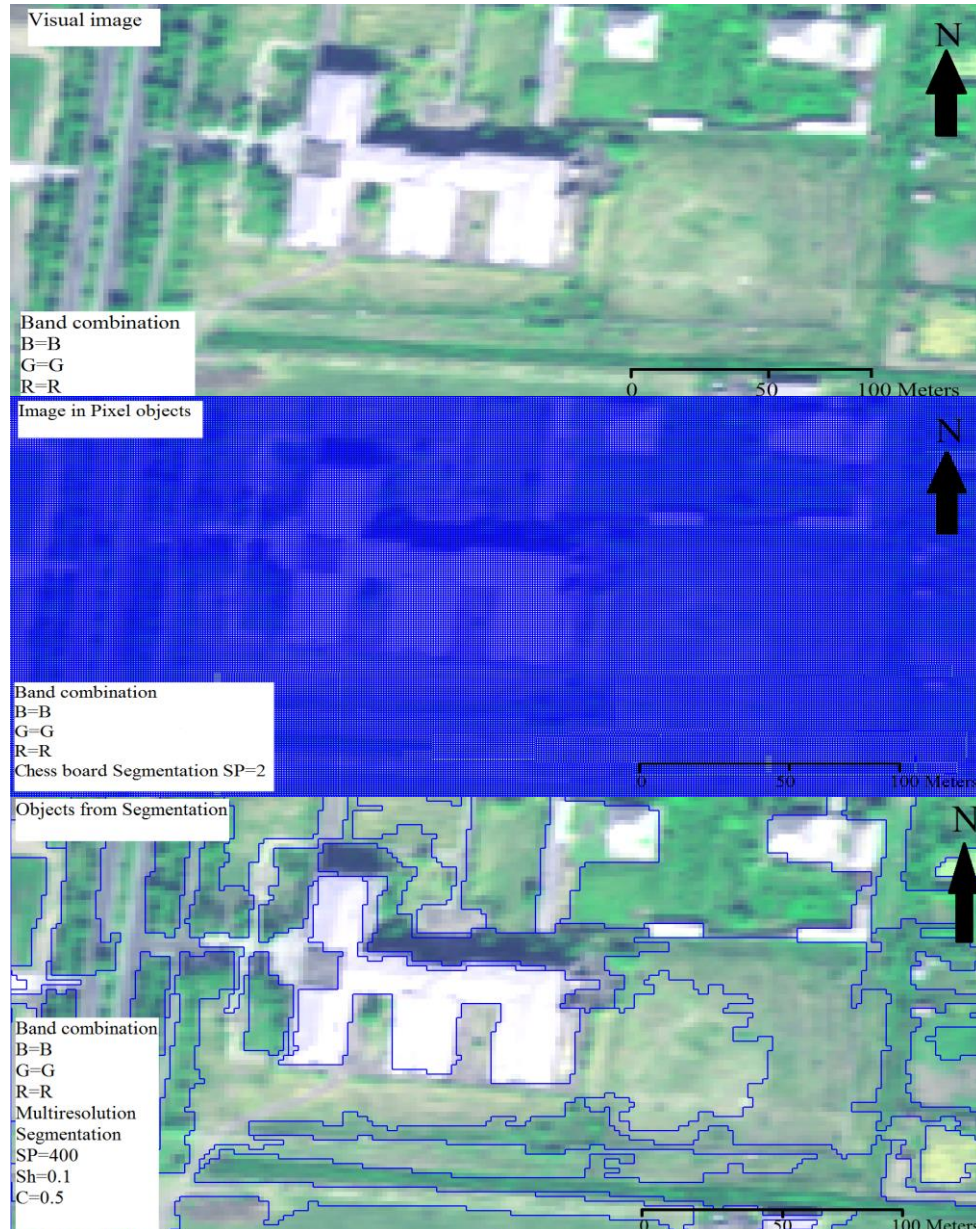 Visual image
N
Band combination
B=B
G=G
R=R
0 50 100 Meters
Image in Pixel objects
N
Band combination
B=B
G=G
R=R
Chess board Segmentation SP=2
0 50 100 Meters
Objects from Segmentation
N
Band combination
B=B
G=G
R=R
Multiresolution
Segmentation
SP=400
Sh=0.1
C=0.5
0 50 100 Meters